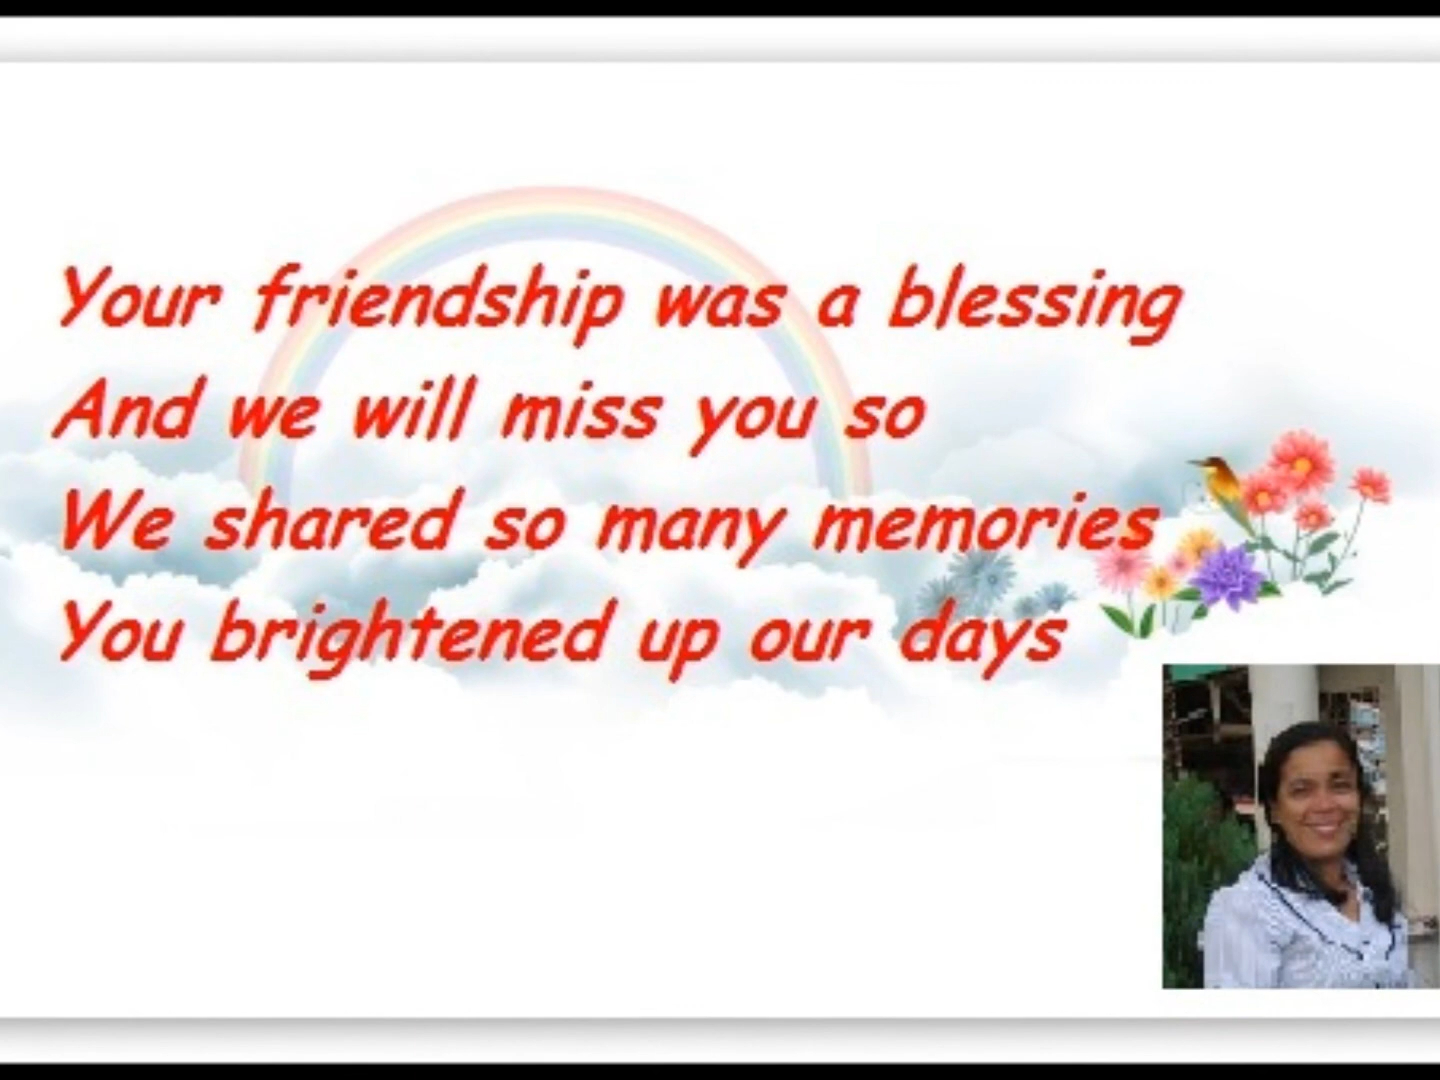 Your friendship was a blessing
And we will miss you so
We shared so many memories
You brightened up our days